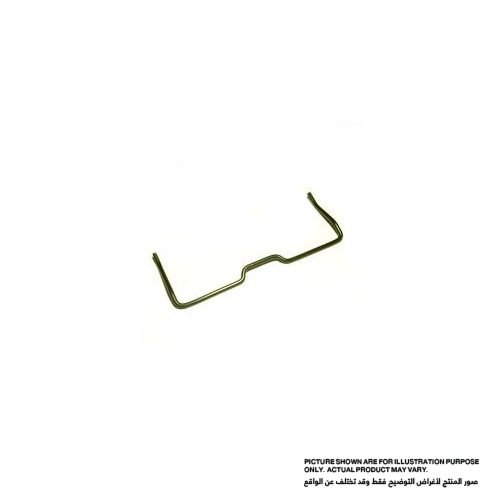 PICTURE SHOWN ARE FOR ILLUSTRATION PURPOSE
ONLY. ACTUAL PRODUCT MAY VARY.
صور المنتج لأغراض التوضيح فقط وقد تختلف عن الواقع